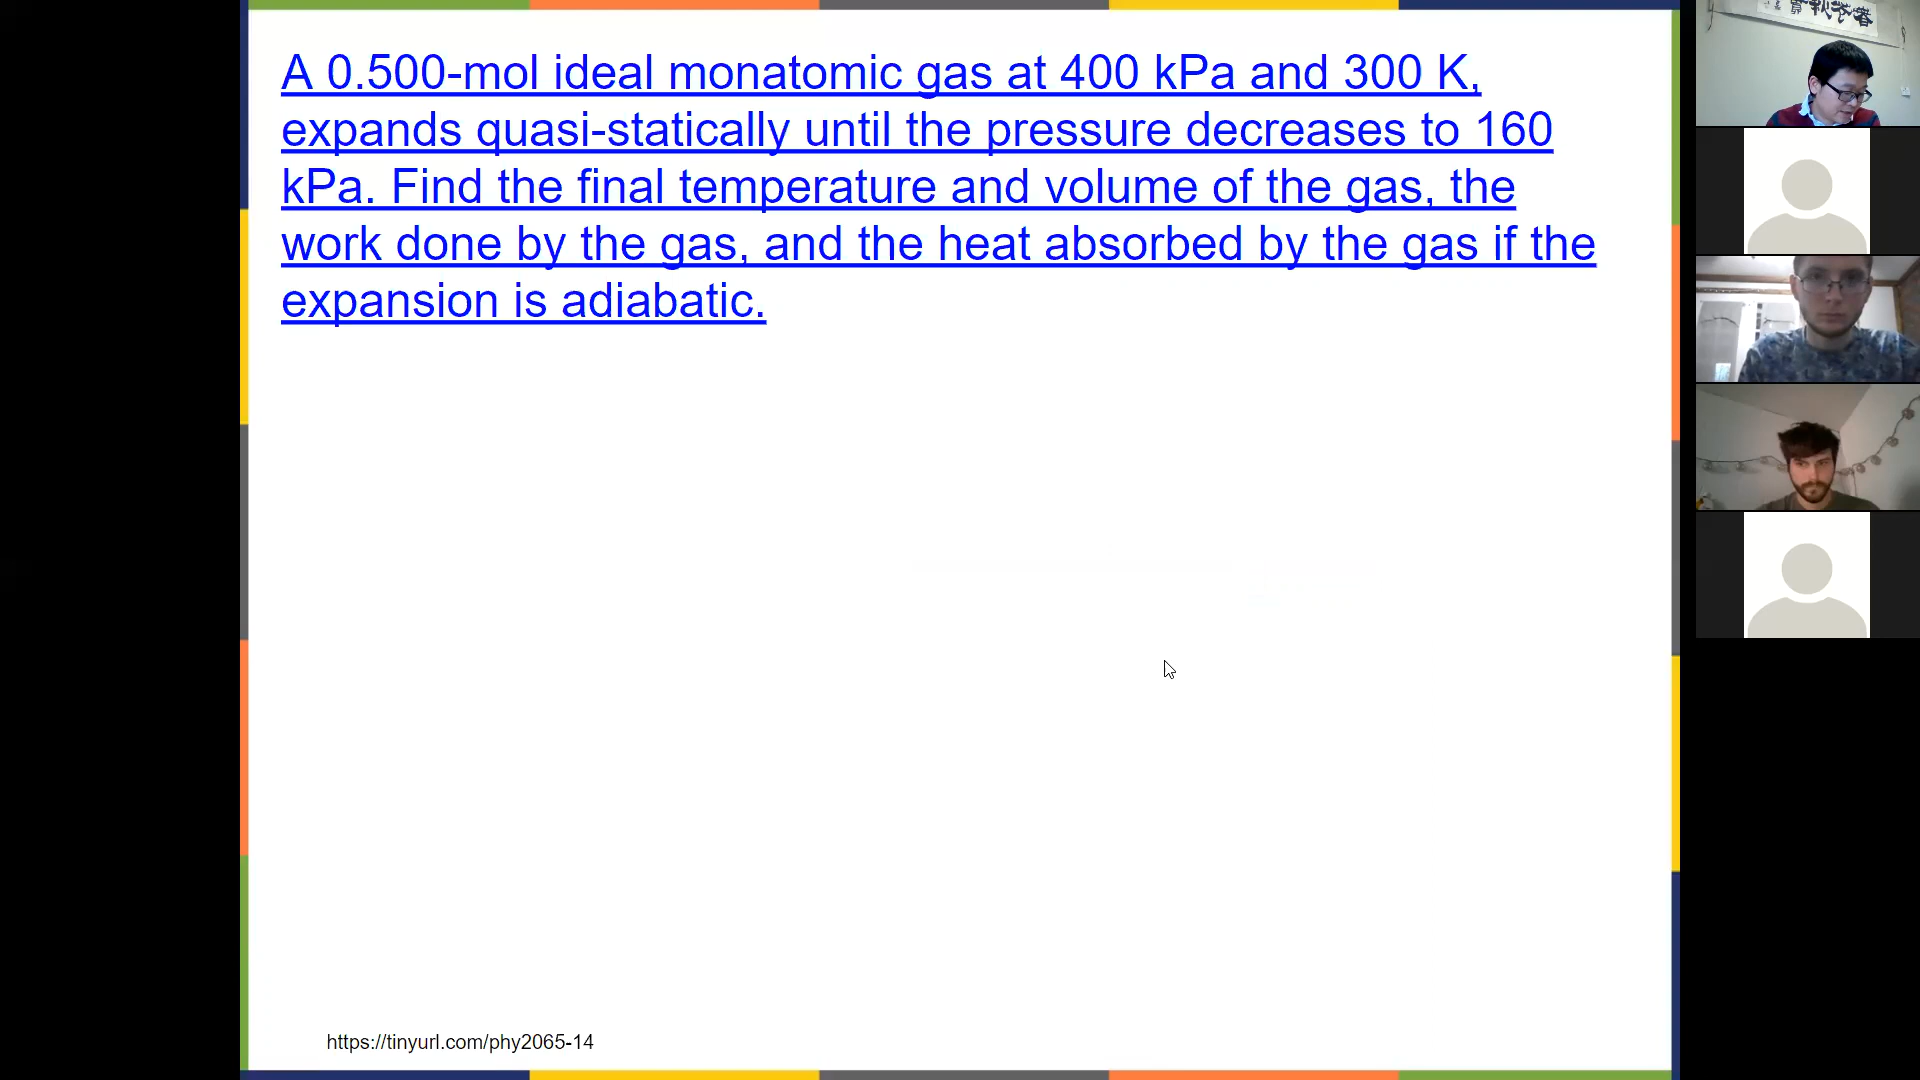 A 0.500-mol ideal monatomic gas at 400 kPa and 300 K,
expands quasi-statically until the pressure decreases to 160
kPa. Find the final temperature and volume of the gas, the
work done by the gas, and the heat absorbed by the gas if the
expansion is adiabatic.
https://tinyurl.com/phy2065-14